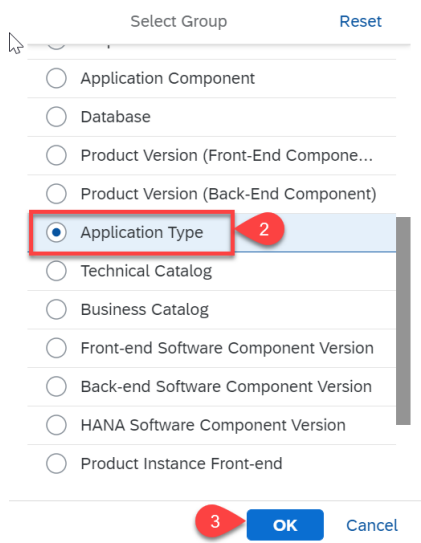 Select Group Reset
Application Component
Database
Product Version (Front-End Compone...
Product Version (Back-End Component)
Application Type 2
Technical Catalog
Business Catalog
Front-end Software Component Version
Back-end Software Component Version
HANA Software Component Version
Product Instance Front-end
3 OK Cancel